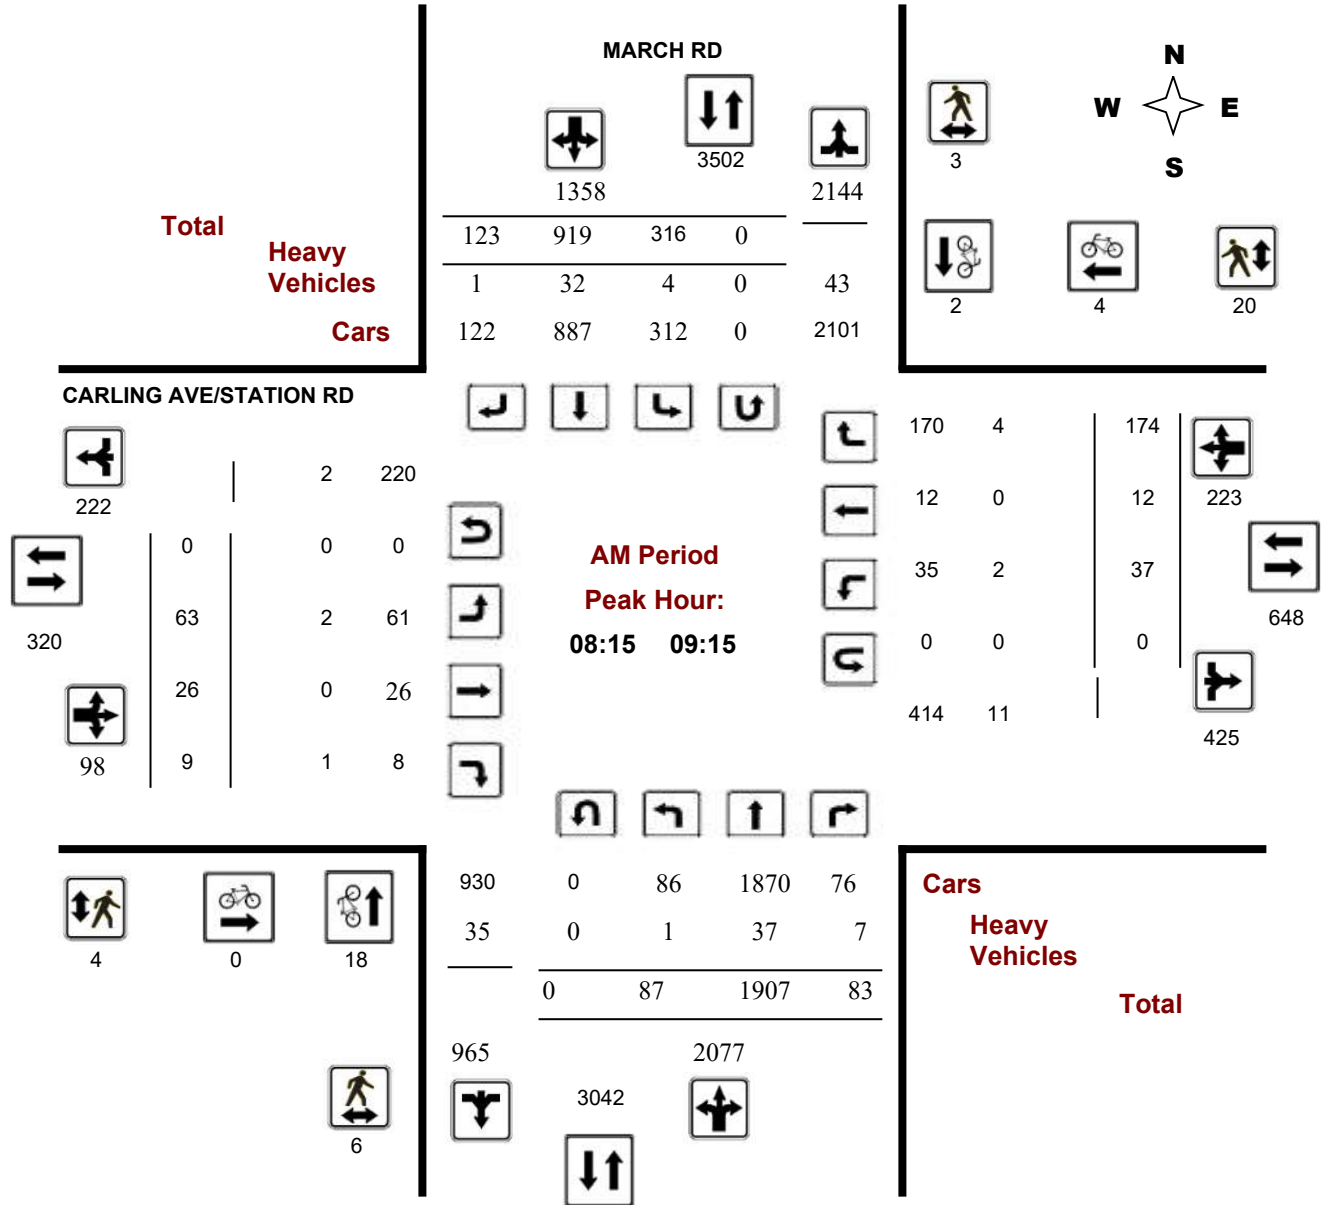 MARCH RD
N
W E
S
3502
3
1358 2144
Total
123 919 316 0
Heavy
Vehicles
1 32 4 0 43
2 4 20
Cars
122 887 312 0 2101
CARLING AVE/STATION RD
170 4 174
2 220
222
12 0 12 223
0 0 0
AM Period
35 2 37
Peak Hour:
63 2 61
648
320
08:15 09:15
0 0 0
26 0 26
414 11
425
98 9 1 8
930 0 86 1870 76
Cars
35 0 1 37 7
Heavy
Vehicles
4 0 18
0 87 1907 83
Total
965 2077
3042
6